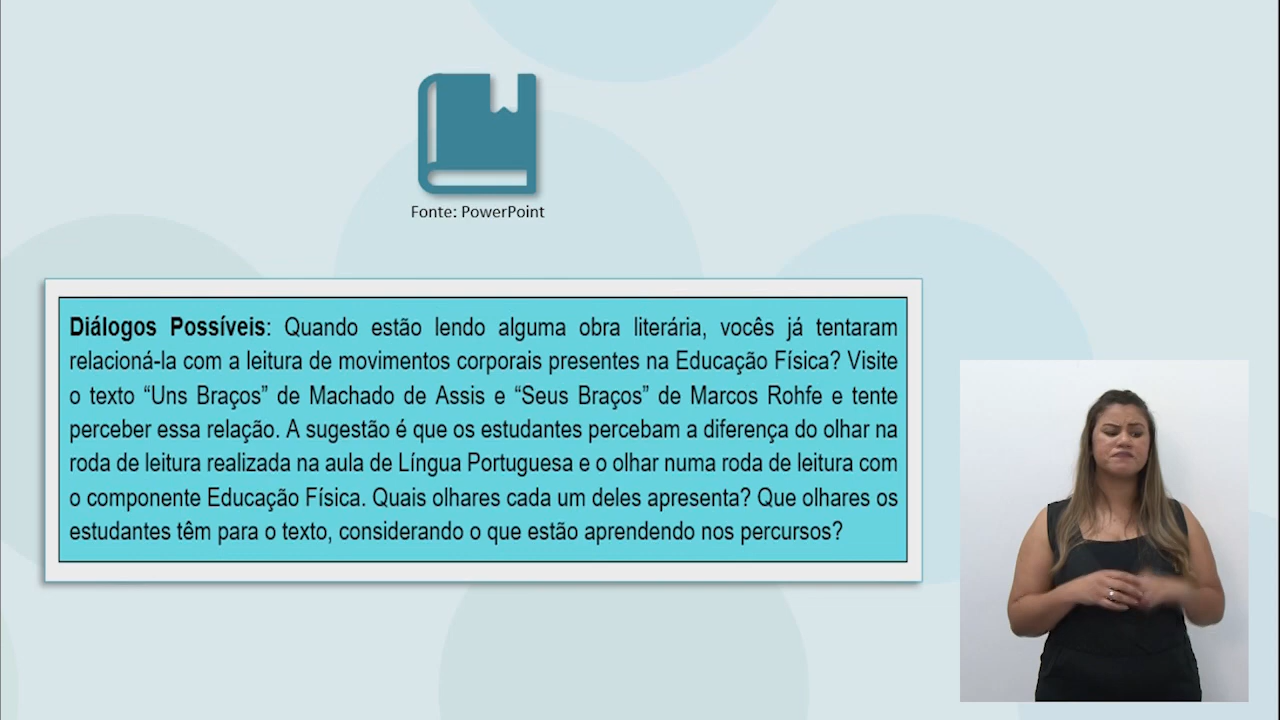 Fonte: PowerPoint
Diálogos Possíveis: Quando estão lendo alguma obra literária, vocês já tentaram
relacioná-la com a leitura de movimentos corporais presentes na Educação Física? Visite
o texto “Uns Braços” de Machado de Assis e “Seus Braços” de Marcos Rohfe e tente
perceber essa relação. A sugestão é que os estudantes percebam a diferença do olhar na
roda de leitura realizada na aula de Língua Portuguesa e o olhar numa roda de leitura com
o componente Educação Física. Quais olhares cada um deles apresenta? Que olhares os
estudantes têm para o texto, considerando o que estão aprendendo nos percursos?